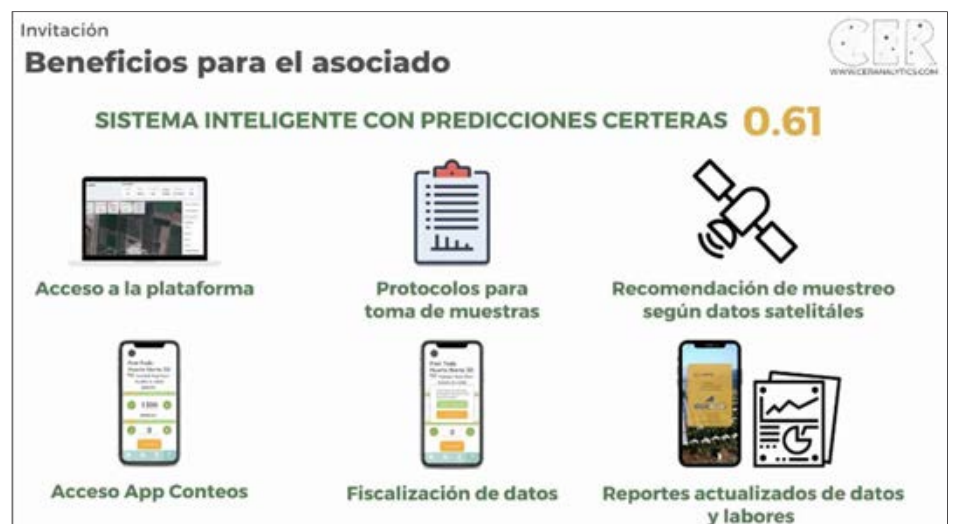 Invitación
Beneficios para el asociado
CER
WWW.CERANALYTICS.COM
SISTEMA INTELIGENTE CON PREDICCIONES CERTERAS 0.61
Acceso a la plataforma
Protocolos para
toma de muestras
Recomendación de muestreo
según datos satelitáles
Acceso App Conteos
Fiscalización de datos
Reportes actualizados de datos
y labores